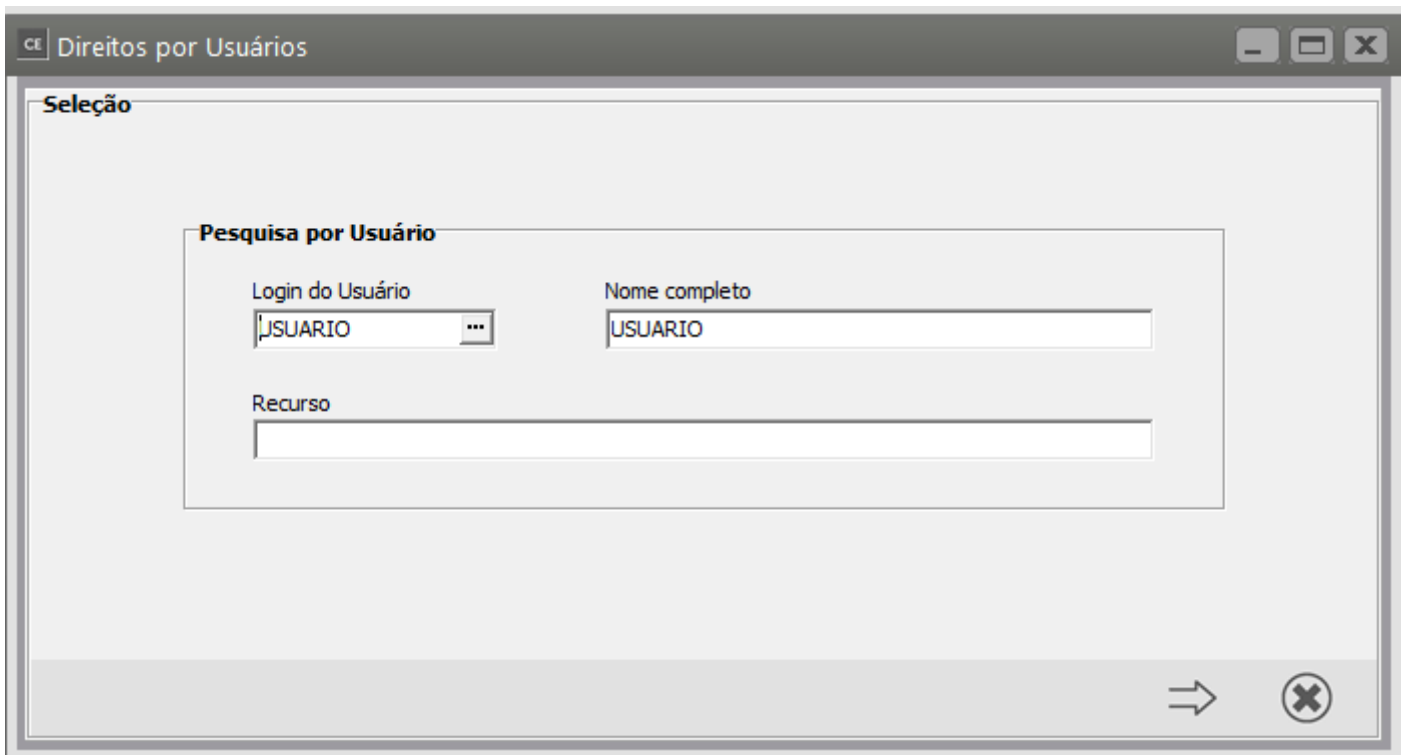 CE Direitos por Usuários
Seleção
Pesquisa por Usuário
Login do Usuário Nome completo
USUARIO ... USUARIO
Recurso